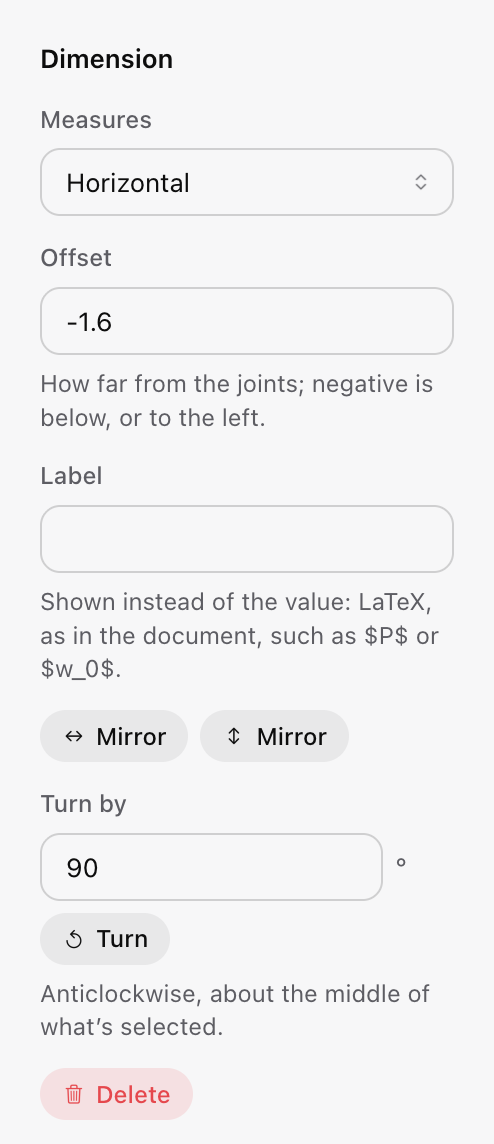 Dimension
Measures
Horizontal
Offset
-1.6
How far from the joints; negative is
below, or to the left.
Label
Shown instead of the value: LaTeX,
as in the document, such as $P$ or
$w_0$.
Mirror Mirror
Turn by
90 °
Turn
Anticlockwise, about the middle of
what’s selected.
Delete